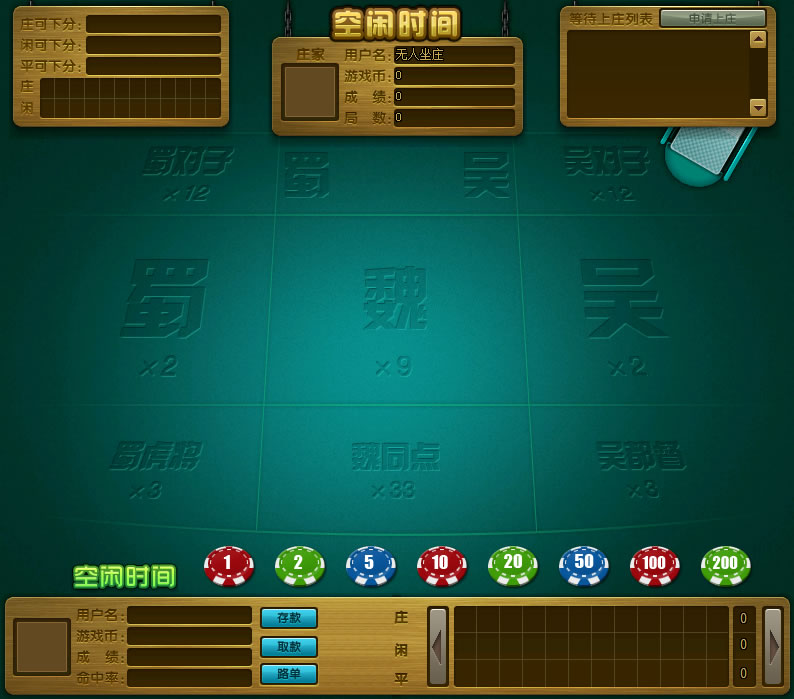 庄可下分:
闲可下分:
平可下分:
庄
闲
空闲时间
庄家
用户名: 无人坐庄
游戏币: 0
成 绩: 0
局 数: 0
等待上庄列表 申请上庄
蜀对子 ×12
蜀
吴
吴对子 ×12
蜀 ×2
魏 ×9
吴 ×2
蜀虎将 ×3
魏同点 ×33
吴都督 ×3
空闲时间 1 2 5 10 20 50 100 200
用户名:
游戏币:
成 绩:
命中率:
存款
取款
路单
庄 0
闲 0
平 0